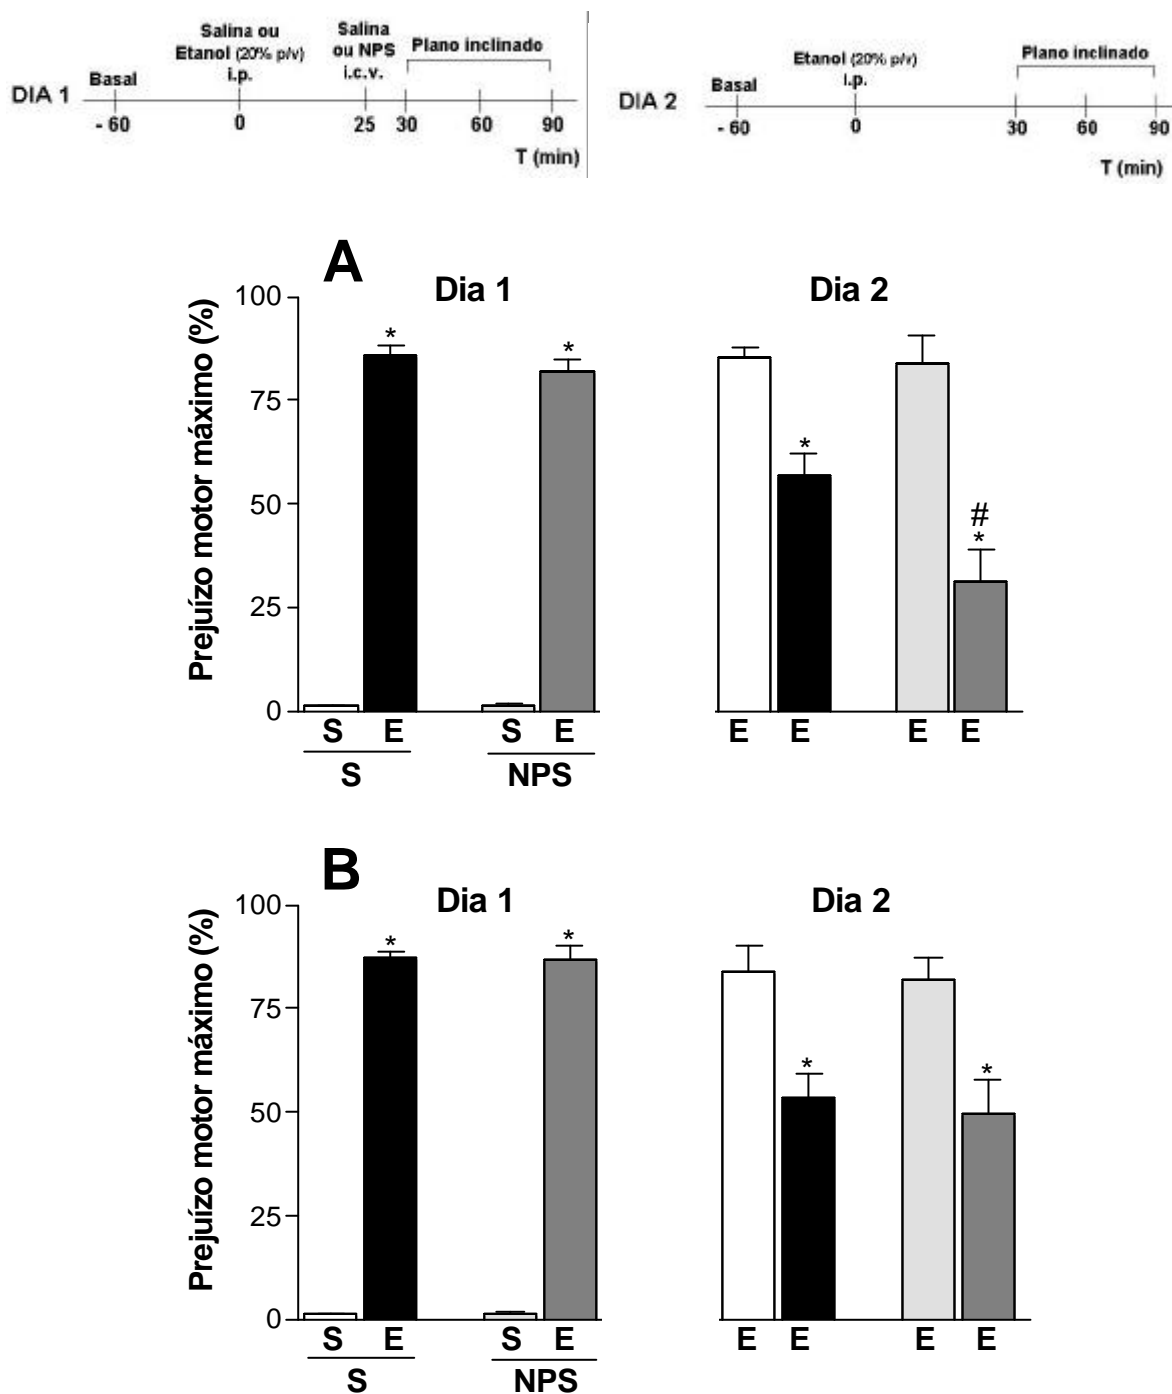 Salina ou
Etanol (20% p/v)
i.p.
Salina
ou NPS
i.c.v.
Plano inclinado
Basal
DIA 1
- 60
0
25
30
60
90
T (min)
Etanol (20% p/v)
i.p.
Plano inclinado
Basal
DIA 2
- 60
0
30
60
90
T (min)
A
Dia 1
Dia 2
Prejuízo motor máximo (%)
100
75
50
25
0
*
*
*
#
*
S E S E E E E E
S NPS
B
Dia 1
Dia 2
Prejuízo motor máximo (%)
100
75
50
25
0
*
*
*
*
S E S E E E E E
S NPS